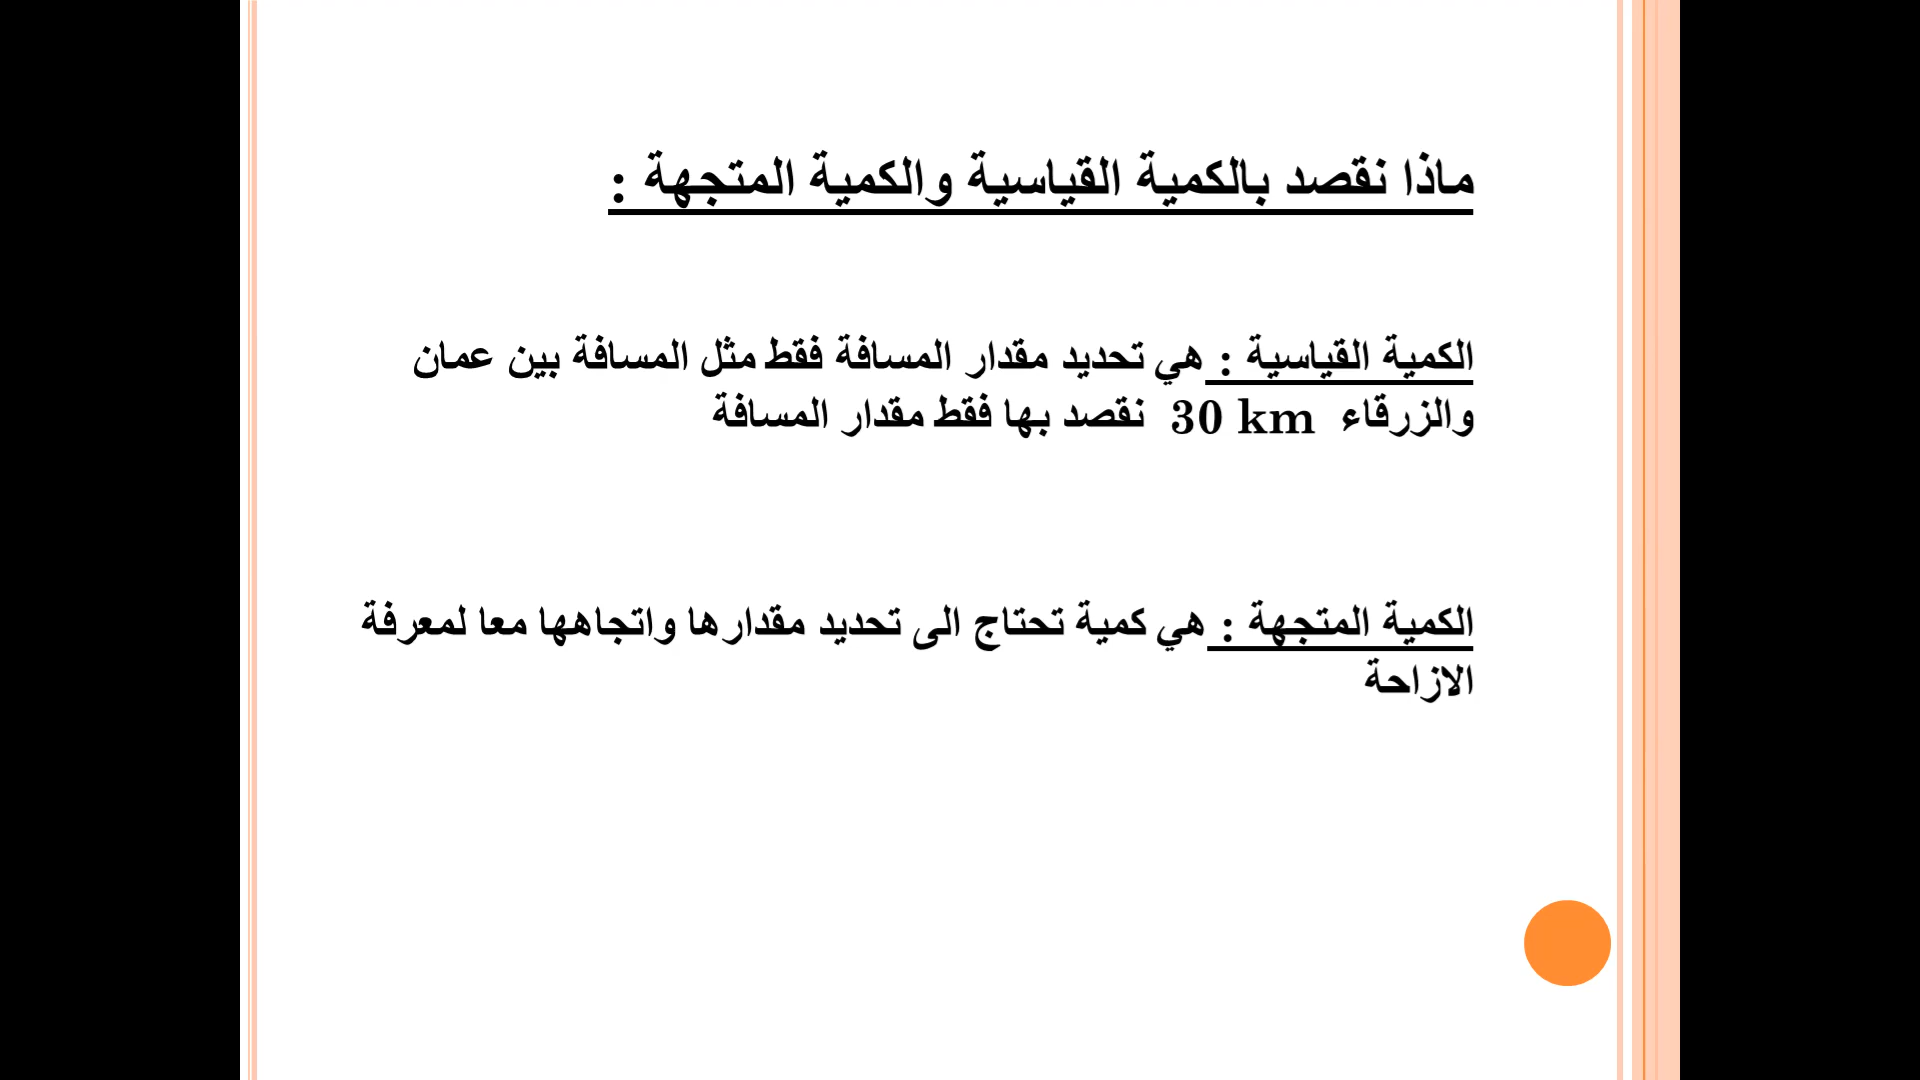 ماذا نقصد بالكمية القياسية والكمية المتجهة :
الكمية القياسية : هي تحديد مقدار المسافة فقط مثل المسافة بين عمان
والزرقاء 30 km نقصد بها فقط مقدار المسافة
الكمية المتجهة : هي كمية تحتاج الى تحديد مقدارها واتجاهها معا لمعرفة
الازاحة